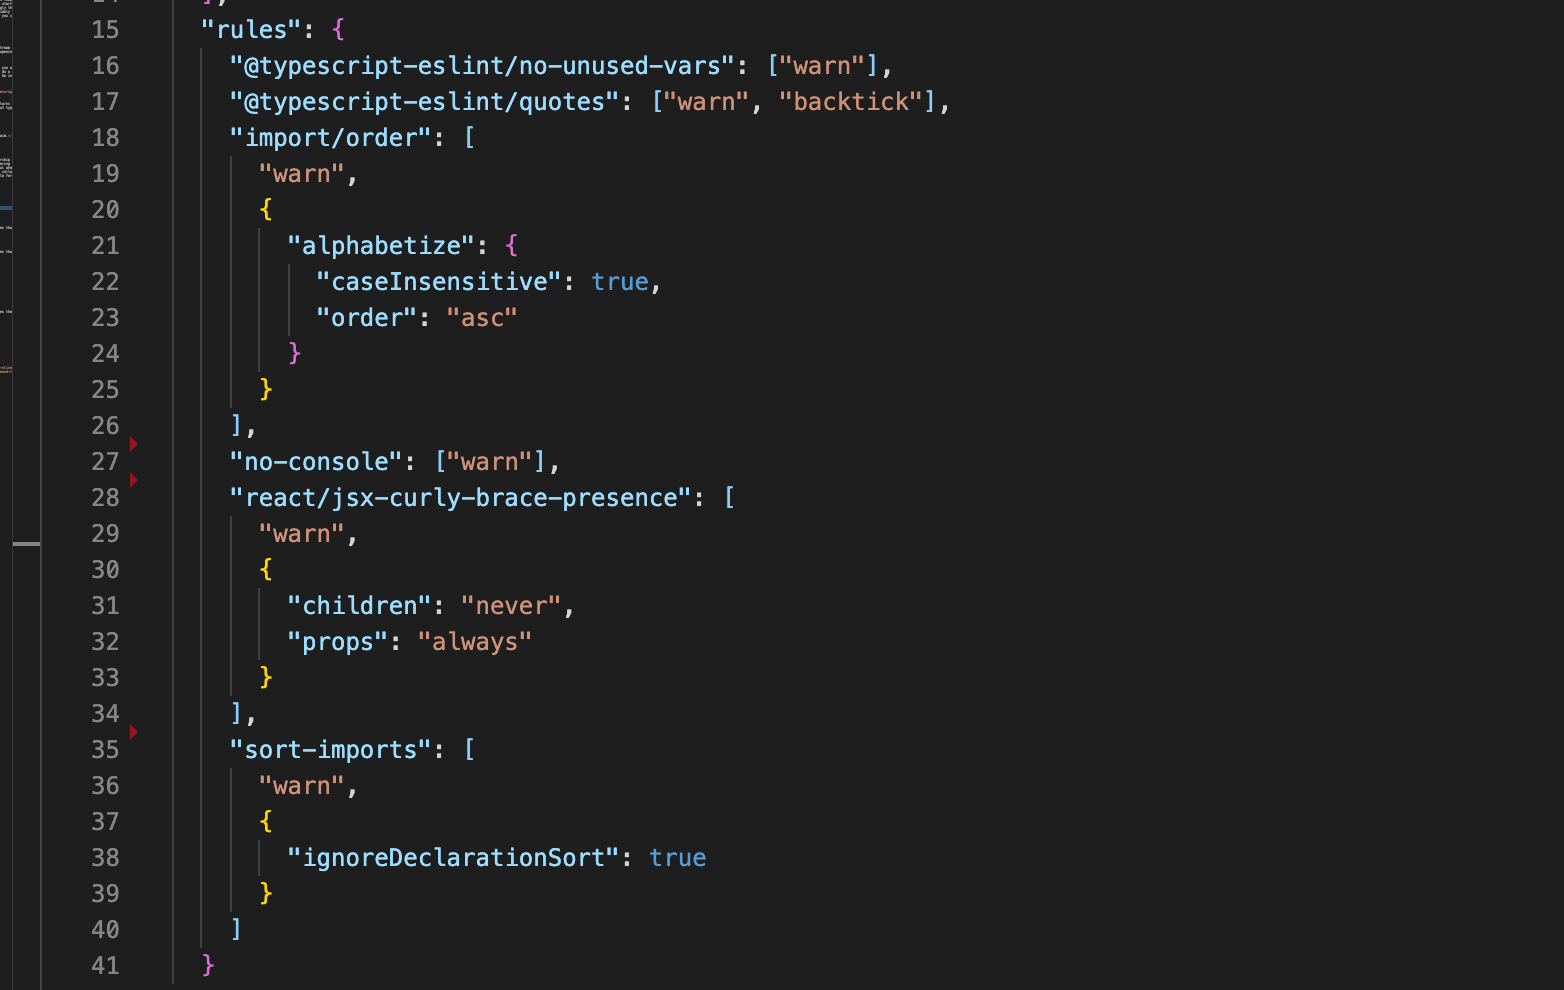 15 "rules": {
16 "@typescript-eslint/no-unused-vars": ["warn"],
17 "@typescript-eslint/quotes": ["warn", "backtick"],
18 "import/order": [
19 "warn",
20 {
21 "alphabetize": {
22 "caseInsensitive": true,
23 "order": "asc"
24 }
25 }
26 ],
27 "no-console": ["warn"],
28 "react/jsx-curly-brace-presence": [
29 "warn",
30 {
31 "children": "never",
32 "props": "always"
33 }
34 ],
35 "sort-imports": [
36 "warn",
37 {
38 "ignoreDeclarationSort": true
39 }
40 ]
41 }